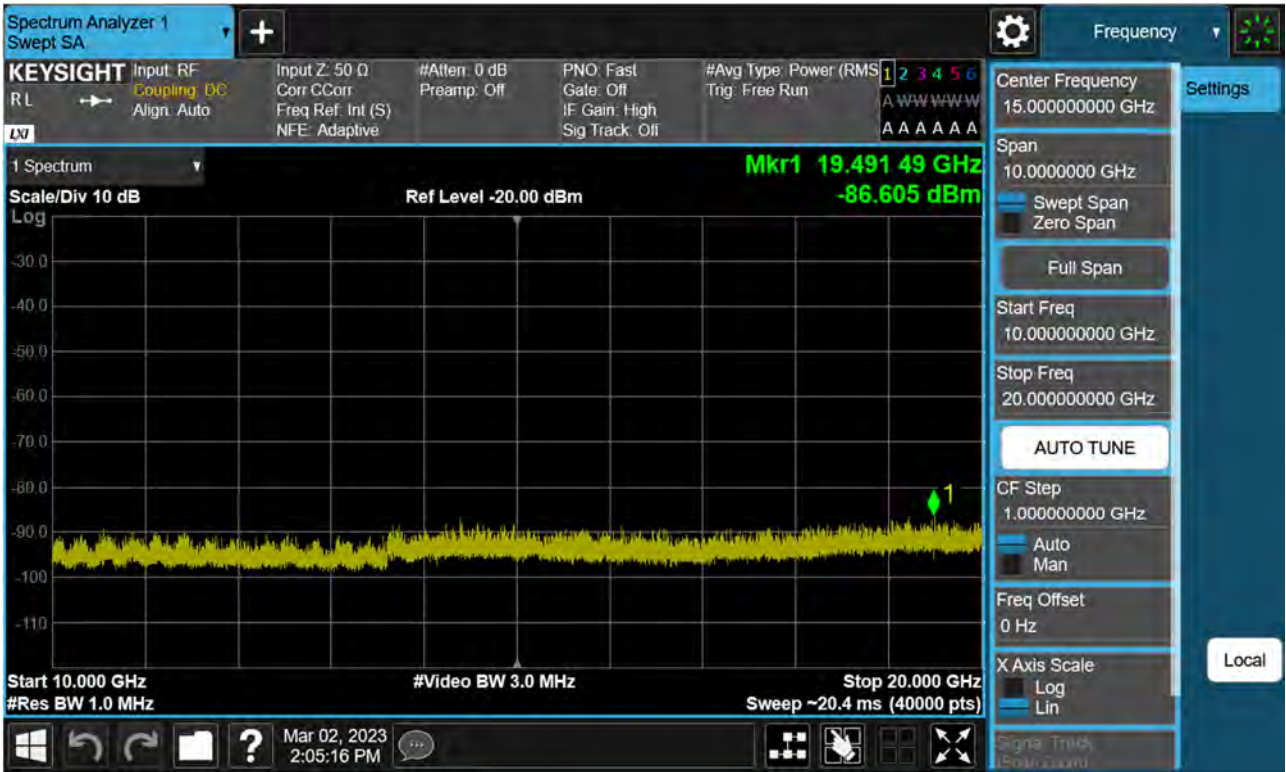 Spectrum Analyzer 1
Swept SA
+
Frequency
KEYSIGHT
RL
LXI
Input: RF
Coupling: DC
Align: Auto
Input Z: 50 Ω
Corr CCorr
Freq Ref: Int (S)
NFE: Adaptive
#Atten: 0 dB
Preamp: Off
PNO: Fast
Gate: Off
IF Gain: High
Sig Track: Off
#Avg Type: Power (RMS
Trig: Free Run
1 2 3 4 5 6
A W W W W W
A A A A A A
1 Spectrum
Scale/Div 10 dB
Log
Ref Level -20.00 dBm
Mkr1 19.491 49 GHz
-86.605 dBm
-30.0
-40.0
-50.0
-60.0
-70.0
-80.0
-90.0
-100
-110
1
Start 10.000 GHz
#Res BW 1.0 MHz
#Video BW 3.0 MHz
Stop 20.000 GHz
Sweep ~20.4 ms (40000 pts)
Center Frequency
15.000000000 GHz
Span
10.0000000 GHz
Swept Span
Zero Span
Full Span
Start Freq
10.000000000 GHz
Stop Freq
20.000000000 GHz
AUTO TUNE
CF Step
1.000000000 GHz
Auto
Man
Freq Offset
0 Hz
X Axis Scale
Log
Lin
Signal Track
(Span Zoom)
Settings
Local
?
Mar 02, 2023
2:05:16 PM